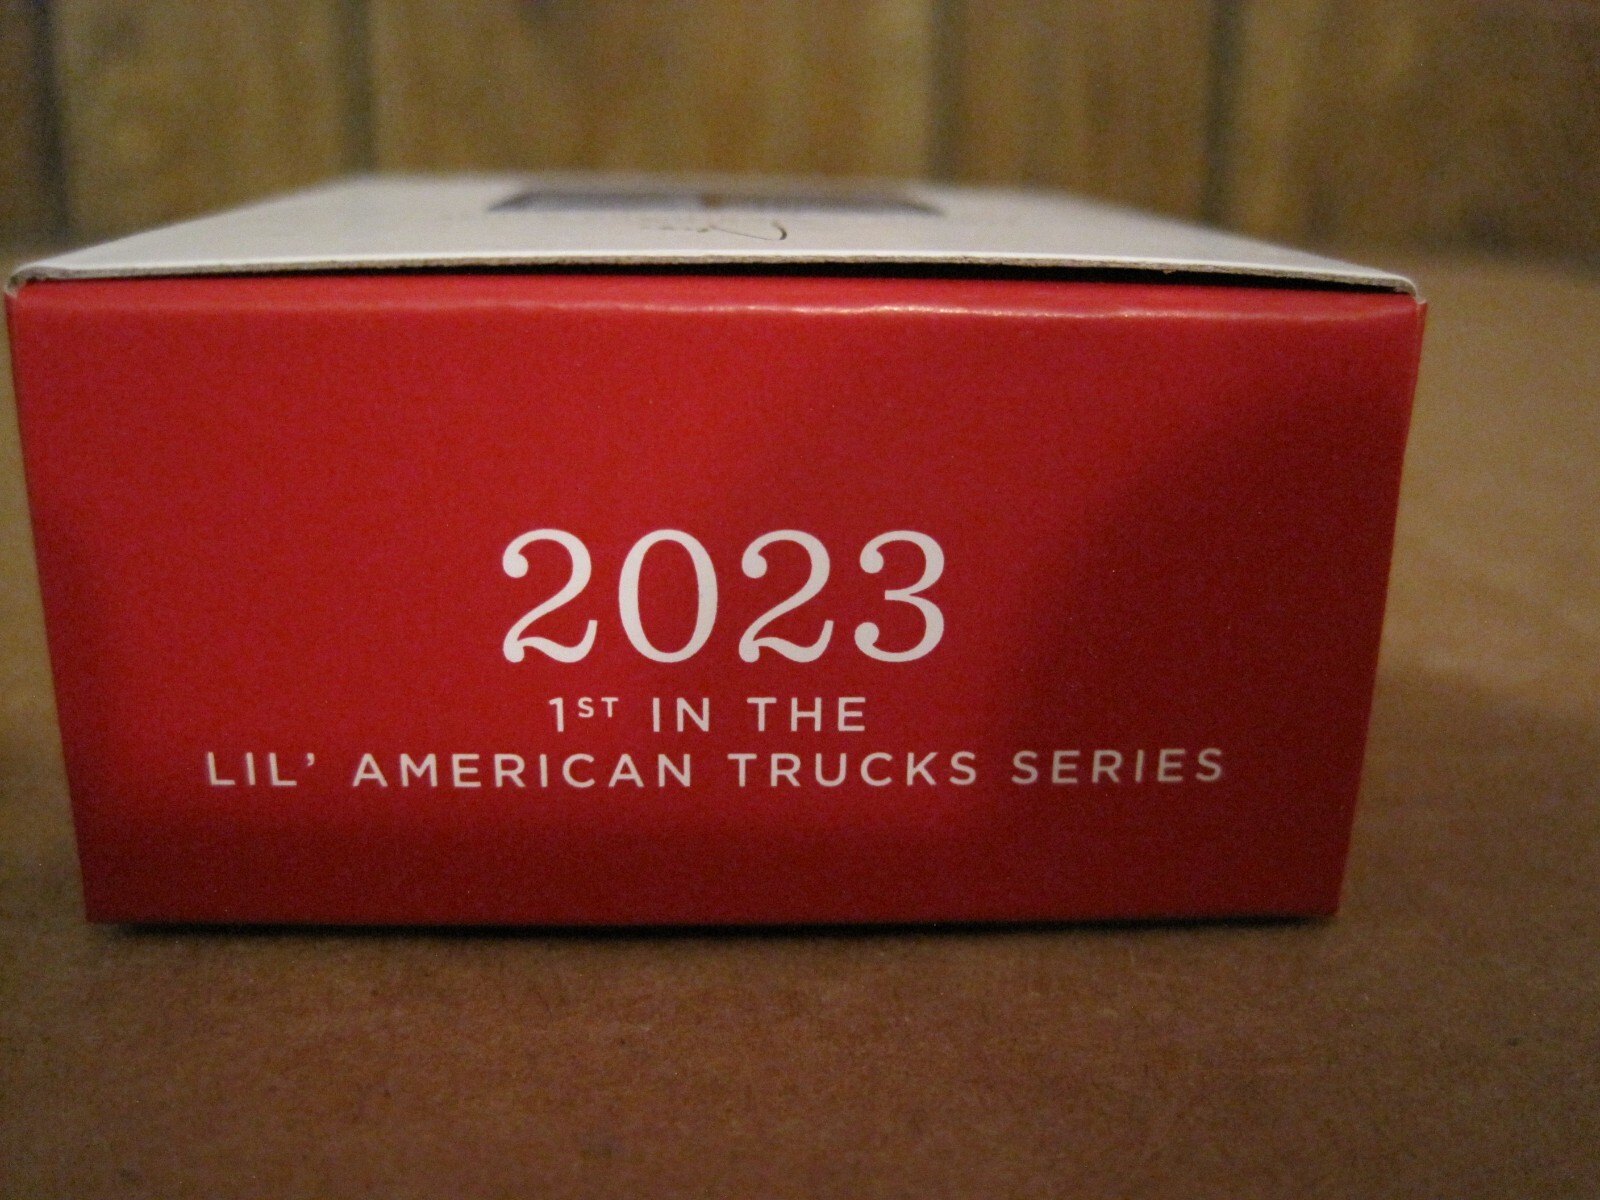 2023
1ST IN THE
LIL' AMERICAN TRUCKS SERIES